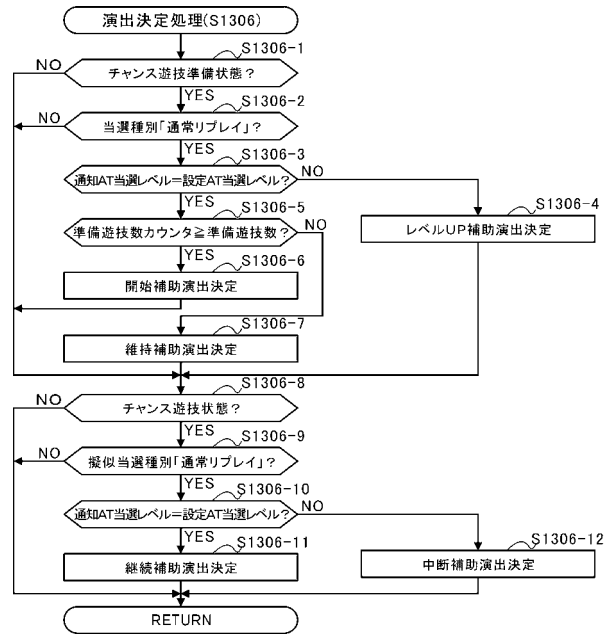 演出決定処理(S1306)
S1306-1
NO
チャンス遊技準備状態?
YES
S1306-2
NO
当選種別「通常リプレイ」?
YES
S1306-3
NO
通知AT当選レベル=設定AT当選レベル?
YES
S1306-4
レベルUP補助演出決定
S1306-5
NO
準備遊技数カウンタ≧準備遊技数?
YES
S1306-6
開始補助演出決定
S1306-7
維持補助演出決定
S1306-8
NO
チャンス遊技状態?
YES
S1306-9
NO
擬似当選種別「通常リプレイ」?
YES
S1306-10
NO
通知AT当選レベル=設定AT当選レベル?
YES
S1306-11
継続補助演出決定
S1306-12
中断補助演出決定
RETURN